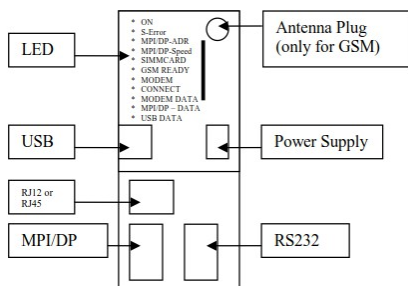 LED
• ON
• S-Error
• MPI/DP-ADR
• MPI/DP-Speed
• SIMMCARD
• GSM READY
• MODEM
• CONNECT
• MODEM DATA
• MPI/DP – DATA
• USB DATA
Antenna Plug
(only for GSM)
USB
Power Supply
RJ12 or
RJ45
MPI/DP
RS232